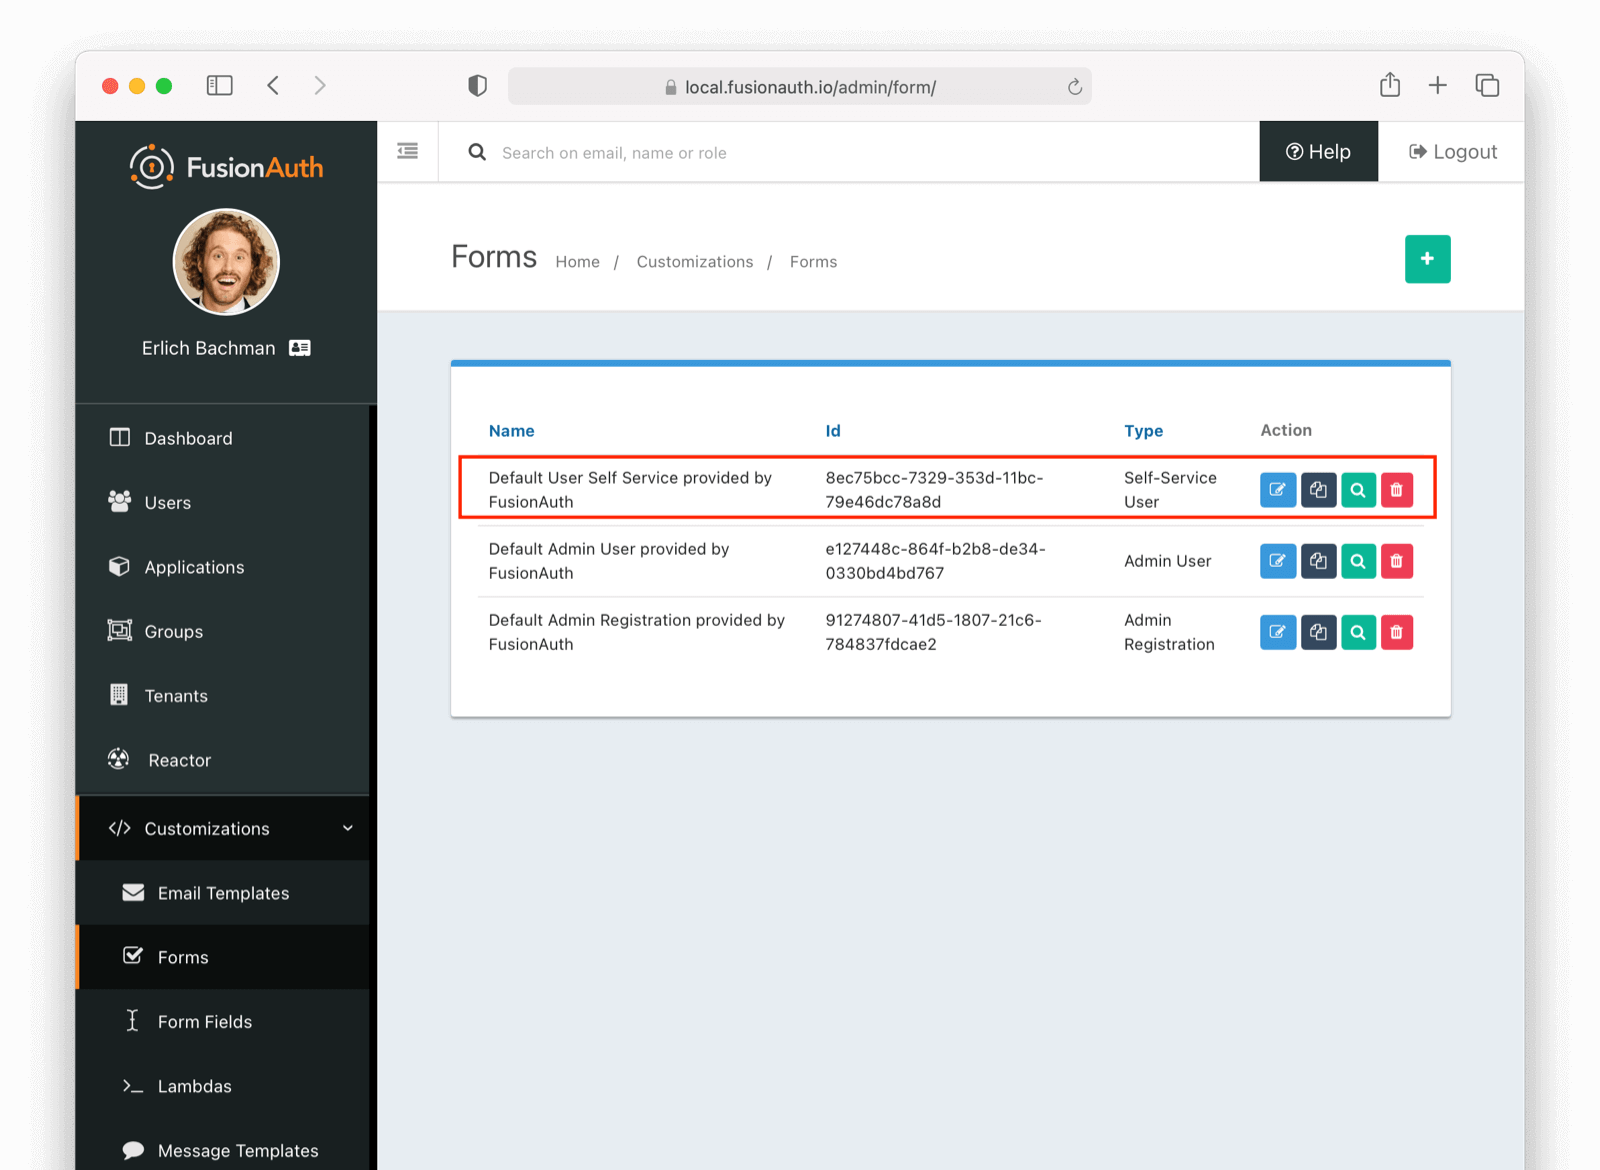 local.fusionauth.io/admin/form/
FusionAuth
Search on email, name or role
Help
Logout
Erlich Bachman
Forms
Home / Customizations / Forms
Dashboard
Users
Applications
Groups
Tenants
Reactor
Customizations
Email Templates
Forms
Form Fields
Lambdas
Message Templates
Name Id Type Action
Default User Self Service provided by
FusionAuth
8ec75bcc-7329-353d-11bc-
79e46dc78a8d
Self-Service
User
Default Admin User provided by
FusionAuth
e127448c-864f-b2b8-de34-
0330bd4bd767
Admin User
Default Admin Registration provided by
FusionAuth
91274807-41d5-1807-21c6-
784837fdcae2
Admin
Registration